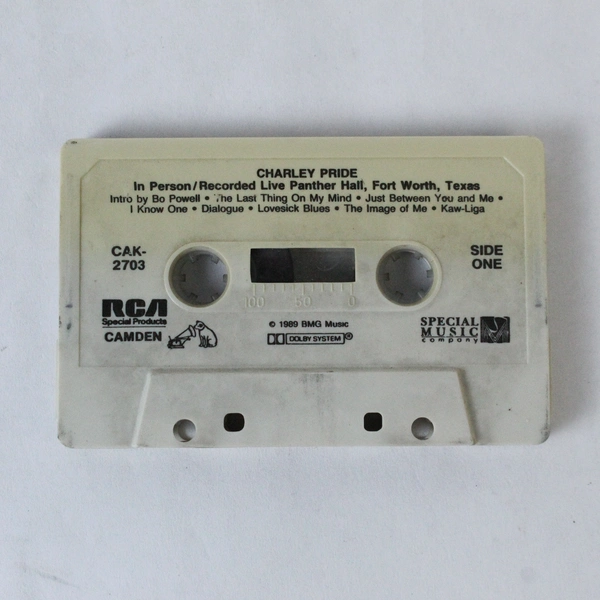 CHARLEY PRIDE
In Person/Recorded Live Panther Hall, Fort Worth, Texas
Intro by Bo Powell • The Last Thing On My Mind • Just Between You and Me •
I Know One • Dialogue • Lovesick Blues • The Image of Me • Kaw-Liga
CAK-
2703
SIDE
ONE
100 50 0
RCA
Special Products
CAMDEN
© 1989 BMG Music
DOLBY SYSTEM ®
SPECIAL
MUSIC
company